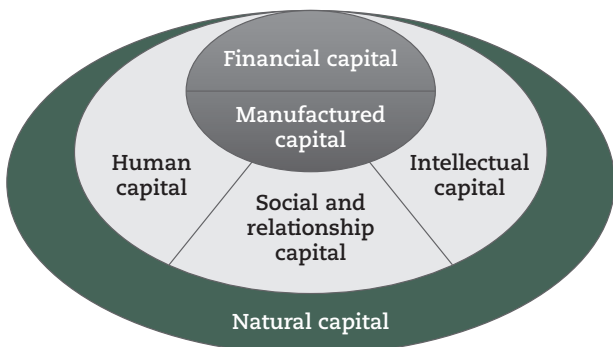 Financial capital
Manufactured
capital
Human
capital
Intellectual
capital
Social and
relationship
capital
Natural capital